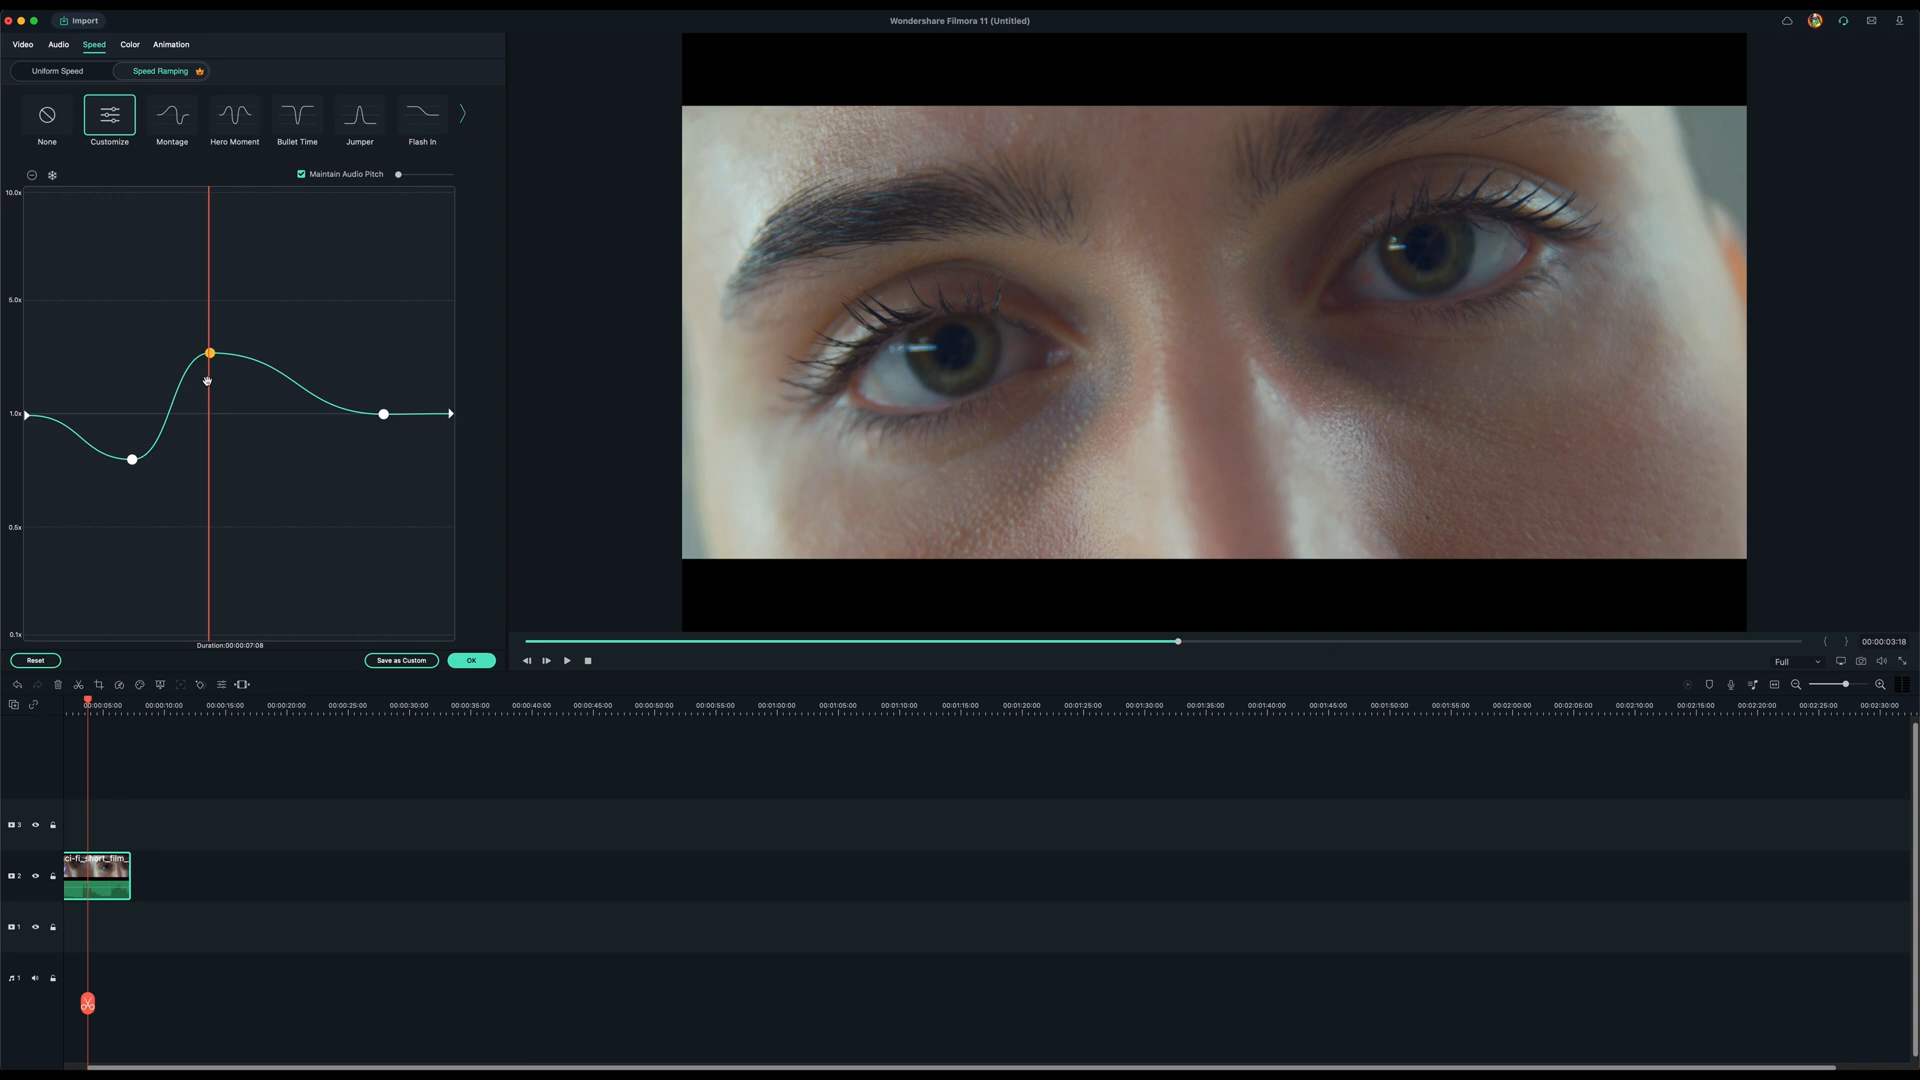 Import
Wondershare Filmora 11 (Untitled)
Video Audio Speed Color Animation
Uniform Speed Speed Ramping
None Customize Montage Hero Moment Bullet Time Jumper Flash In
Maintain Audio Pitch
10.0x
5.0x
1.0x
0.5x
0.1x
Duration:00:00:07:08
00:00:03:18
Reset Save as Custom OK
Full
00:00:05:00 00:00:10:00 00:00:15:00 00:00:20:00 00:00:25:00 00:00:30:00 00:00:35:00 00:00:40:00 00:00:45:00 00:00:50:00 00:00:55:00 00:01:00:00 00:01:05:00 00:01:10:00 00:01:15:00 00:01:20:00 00:01:25:00 00:01:30:00 00:01:35:00 00:01:40:00 00:01:45:00 00:01:50:00 00:01:55:00 00:02:00:00 00:02:05:00 00:02:10:00 00:02:15:00 00:02:20:00 00:02:25:00 00:02:30:00
3
ci-fi_short_film_
2
1
1